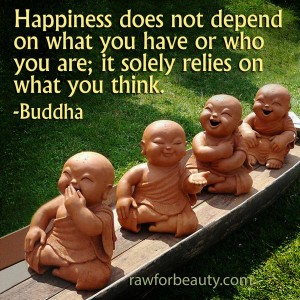 Happiness does not depend
on what you have or who
you are; it solely relies on
what you think.
-Buddha
rawforbeauty.com